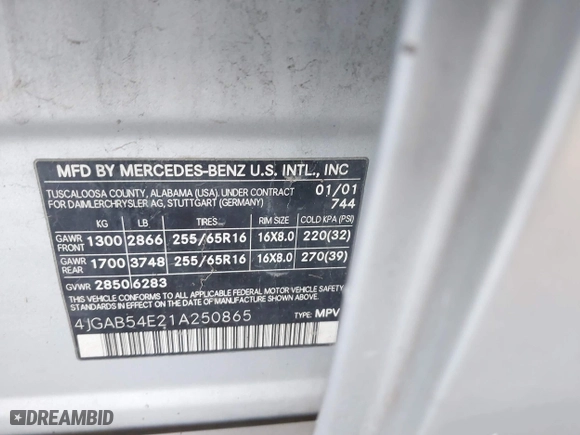 MFD BY MERCEDES-BENZ U.S. INTL., INC
TUSCALOOSA COUNTY, ALABAMA (USA), UNDER CONTRACT 01/01
FOR DAIMLERCHRYSLER AG, STUTTGART (GERMANY) 744
KG LB TIRES RIM SIZE COLD KPA (PSI)
GAWR FRONT 1300 2866 255/65R16 16X8.0 220(32)
GAWR REAR 1700 3748 255/65R16 16X8.0 270(39)
GVWR 2850 6283
THIS VEHICLE CONFORMS TO ALL APPLICABLE FEDERAL MOTOR VEHICLE SAFETY
STANDARDS IN EFFECT ON THE DATE OF MANUFACTURE SHOWN ABOVE.
4JGAB54E21A250865 TYPE: MPV
DREAMBID